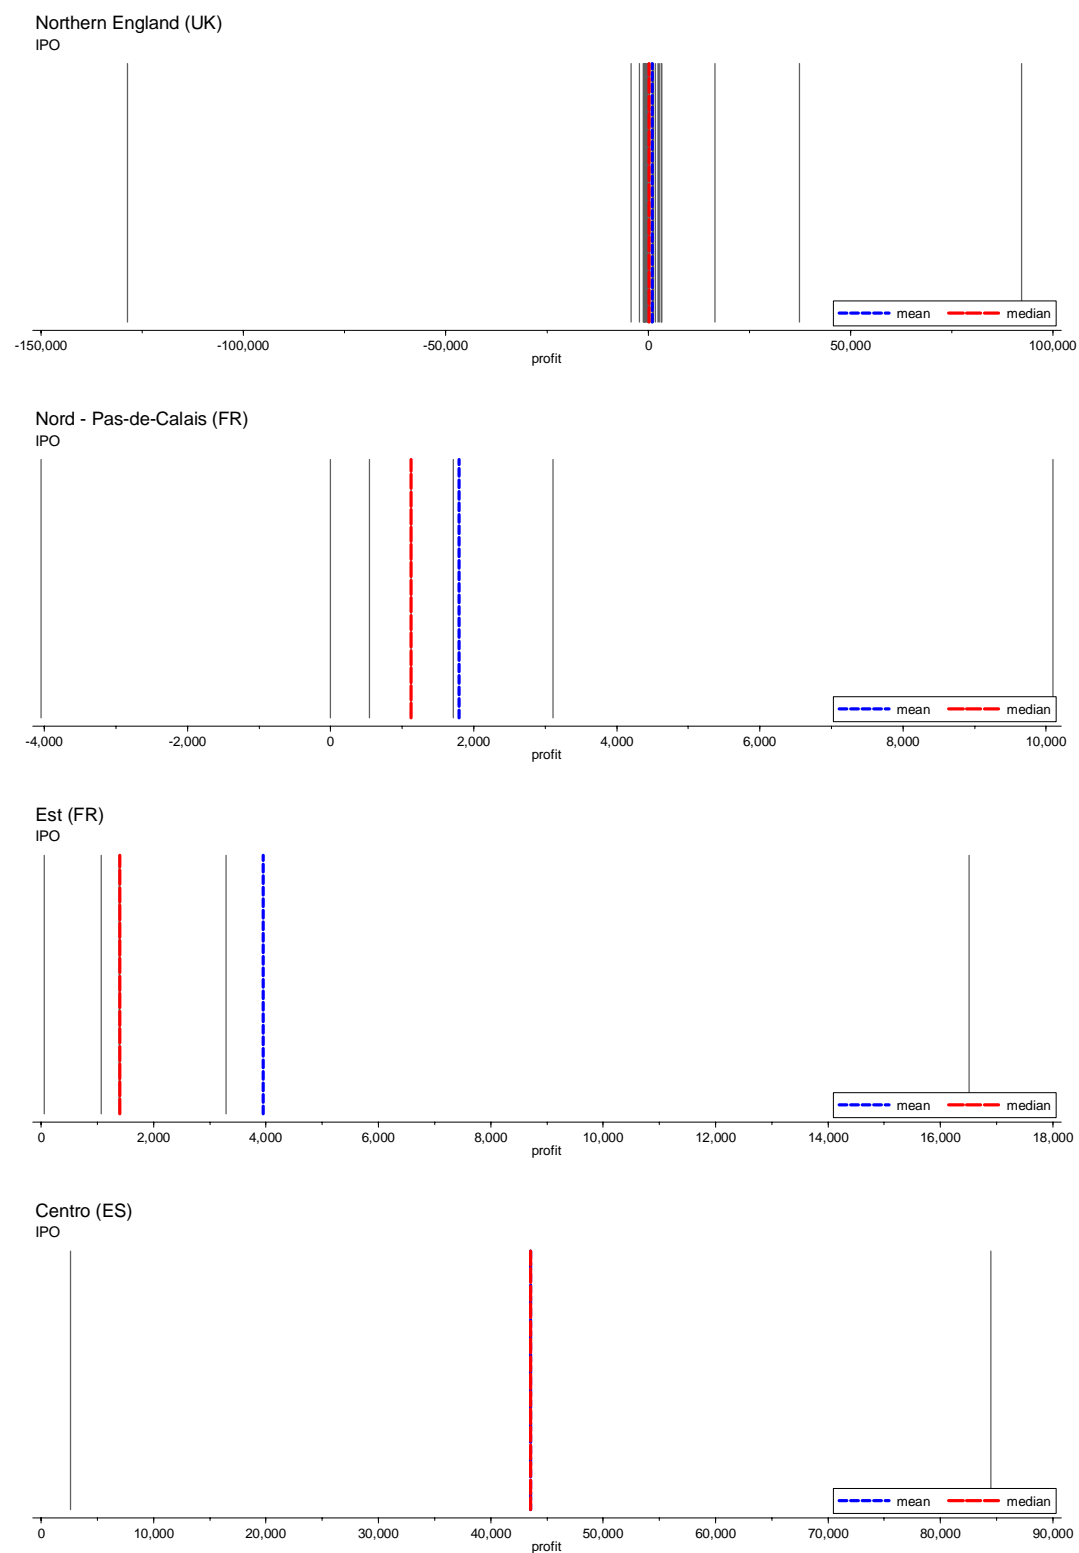 Northern England (UK)
IPO
mean median
-150,000 -100,000 -50,000 0 50,000 100,000
profit
Nord - Pas-de-Calais (FR)
IPO
mean median
-4,000 -2,000 0 2,000 4,000 6,000 8,000 10,000
profit
Est (FR)
IPO
mean median
0 2,000 4,000 6,000 8,000 10,000 12,000 14,000 16,000 18,000
profit
Centro (ES)
IPO
mean median
0 10,000 20,000 30,000 40,000 50,000 60,000 70,000 80,000 90,000
profit